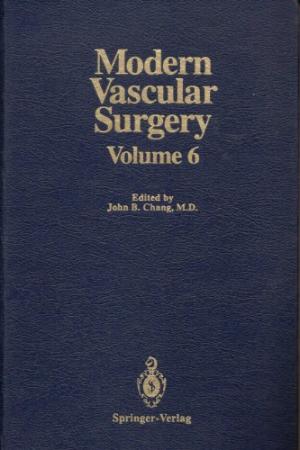 Modern
Vascular
Surgery
Volume 6
Edited by
John B. Chang, M.D.
Springer-Verlag